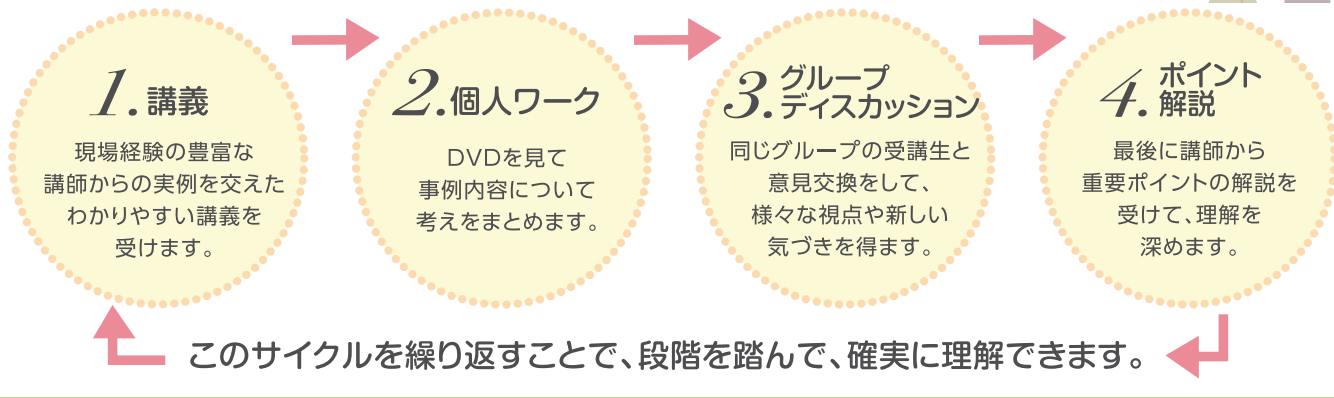 1.講義
現場経験の豊富な
講師からの実例を交えた
わかりやすい講義を
受けます。
2.個人ワーク
DVDを見て
事例内容について
考えをまとめます。
3.グループ
ディスカッション
同じグループの受講生と
意見交換をして、
様々な視点や新しい
気づきを得ます。
4.ポイント
解説
最後に講師から
重要ポイントの解説を
受けて、理解を
深めます。
このサイクルを繰り返すことで、段階を踏んで、確実に理解できます。